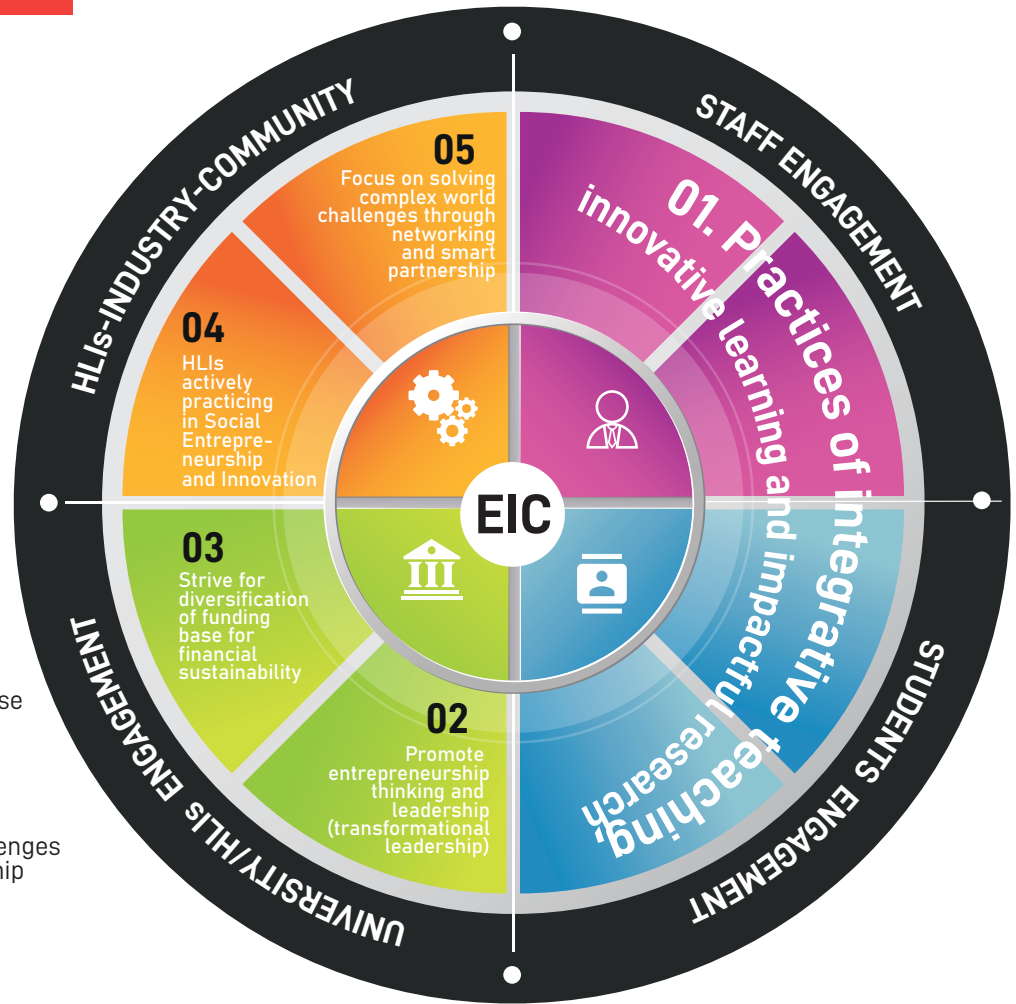 HLIs-INDUSTRY-COMMUNITY
STAFF ENGAGEMENT
STUDENTS ENGAGEMENT
UNIVERSITY/HLIs ENGAGEMENT
01. Practices of integrative teaching,
innovative learning and impactful research
02
Promote
entrepreneurship
thinking and
leadership
(transformational
leadership)
03
Strive for
diversification
of funding
base for
financial
sustainability
04
HLIs
actively
practicing
in Social
Entrepre-
neurship
and Innovation
05
Focus on solving
complex world
challenges through
networking
and smart
partnership
EIC